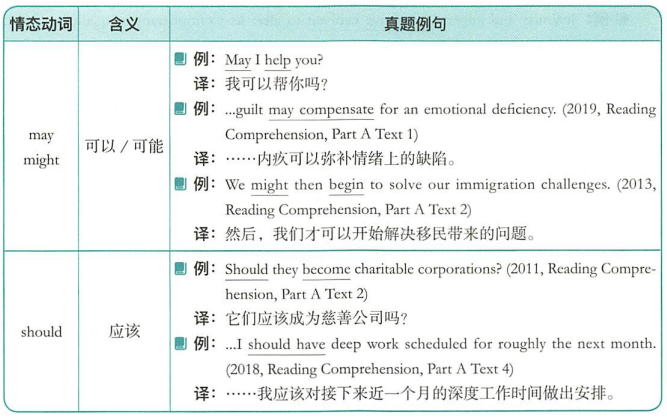 情态动词 含义 真题例句
may
might
可以 / 可能
例：May I help you?
译：我可以帮你吗？
例：...guilt may compensate for an emotional deficiency. (2019, Reading
Comprehension, Part A Text 1)
译：……内疚可以弥补情绪上的缺陷。
例：We might then begin to solve our immigration challenges. (2013,
Reading Comprehension, Part A Text 2)
译：然后，我们才可以开始解决移民带来的问题。
should
应该
例：Should they become charitable corporations? (2011, Reading Compre-
hension, Part A Text 2)
译：它们应该成为慈善公司吗？
例：...I should have deep work scheduled for roughly the next month.
(2018, Reading Comprehension, Part A Text 4)
译：……我应该对接下来近一个月的深度工作时间做出安排。